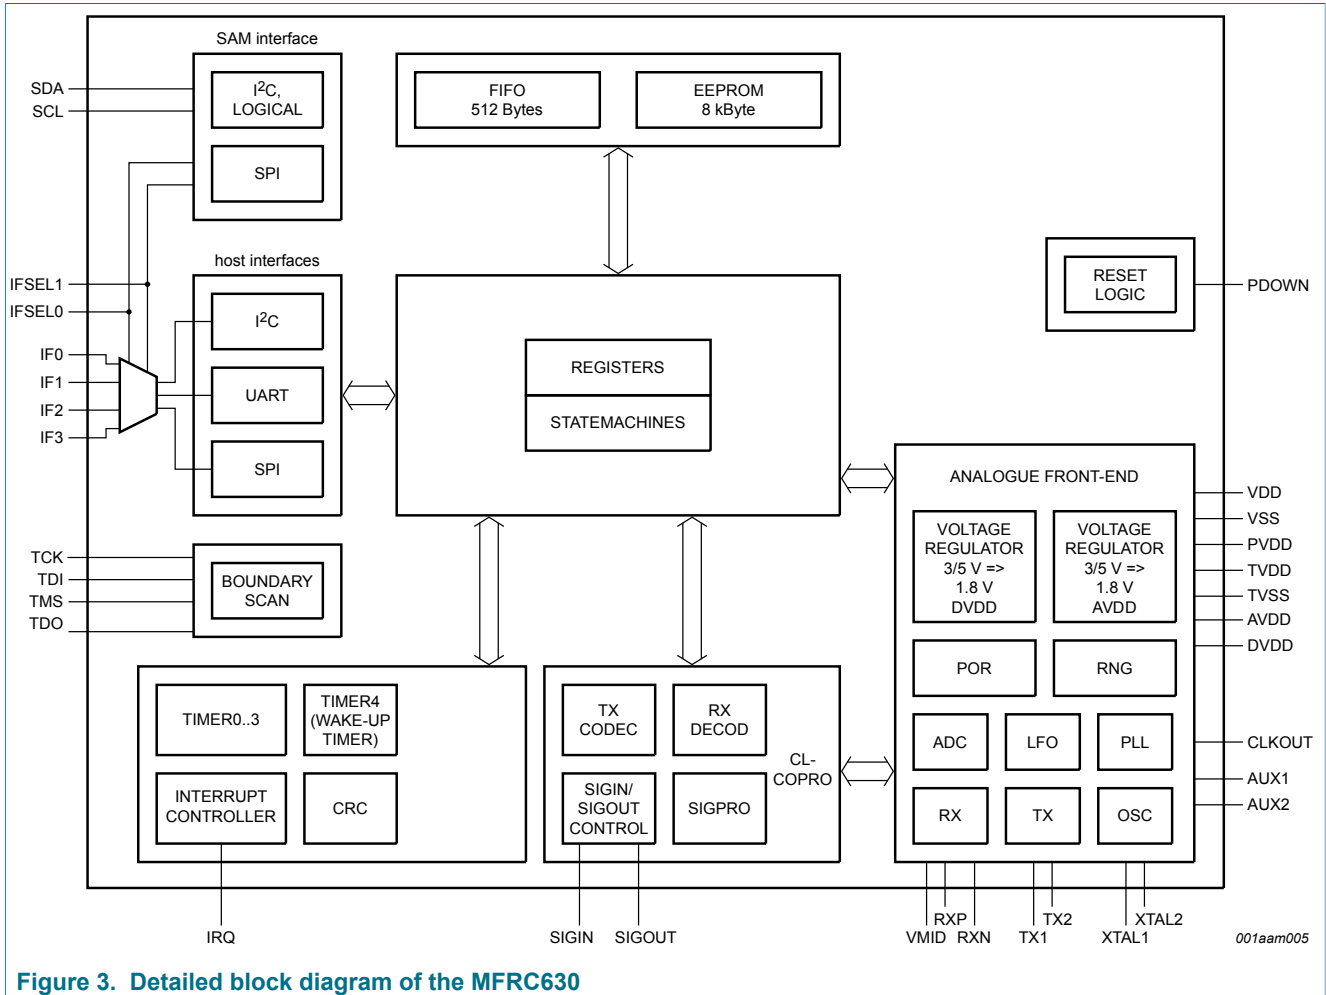 SAM interface
SDA
SCL
I2C,
LOGICAL
SPI
FIFO
512 Bytes
EEPROM
8 kByte
host interfaces
IFSEL1
IFSEL0
IF0
IF1
IF2
IF3
I2C
UART
SPI
REGISTERS
STATEMACHINES
RESET
LOGIC
PDOWN
TCK
TDI
TMS
TDO
BOUNDARY
SCAN
ANALOGUE FRONT-END
VOLTAGE
REGULATOR
3/5 V =>
1.8 V
DVDD
VOLTAGE
REGULATOR
3/5 V =>
1.8 V
AVDD
POR
RNG
ADC
LFO
PLL
RX
TX
OSC
VDD
VSS
PVDD
TVDD
TVSS
AVDD
DVDD
CLKOUT
AUX1
AUX2
TIMER0..3
TIMER4
(WAKE-UP
TIMER)
INTERRUPT
CONTROLLER
CRC
TX
CODEC
RX
DECOD
SIGIN/
SIGOUT
CONTROL
SIGPRO
CL-
COPRO
IRQ
SIGIN
SIGOUT
VMID
RXP
RXN
TX1
TX2
XTAL1
XTAL2
001aam005
Figure 3. Detailed block diagram of the MFRC630